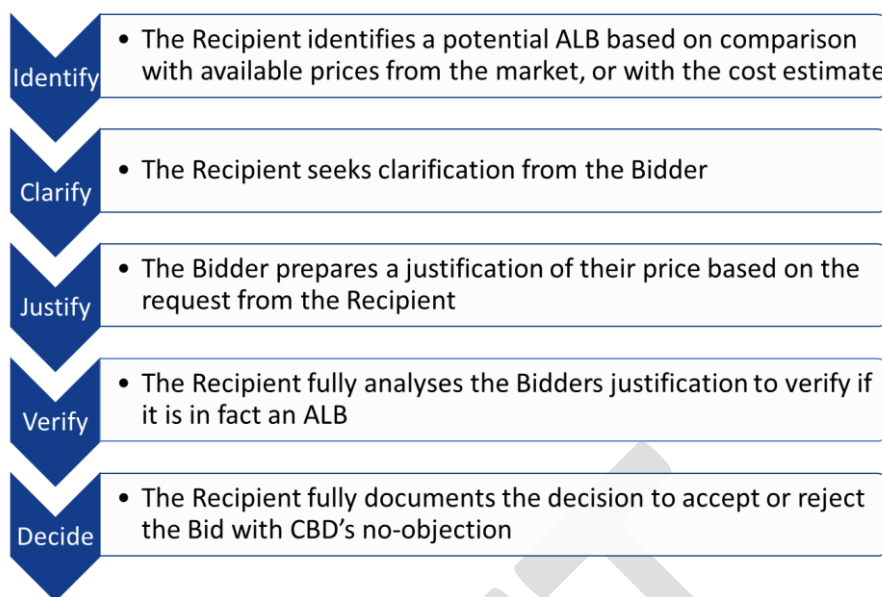 Identify
• The Recipient identifies a potential ALB based on comparison
with available prices from the market, or with the cost estimate
Clarify
• The Recipient seeks clarification from the Bidder
Justify
• The Bidder prepares a justification of their price based on the
request from the Recipient
Verify
• The Recipient fully analyses the Bidders justification to verify if
it is in fact an ALB
Decide
• The Recipient fully documents the decision to accept or reject
the Bid with CBD's no-objection